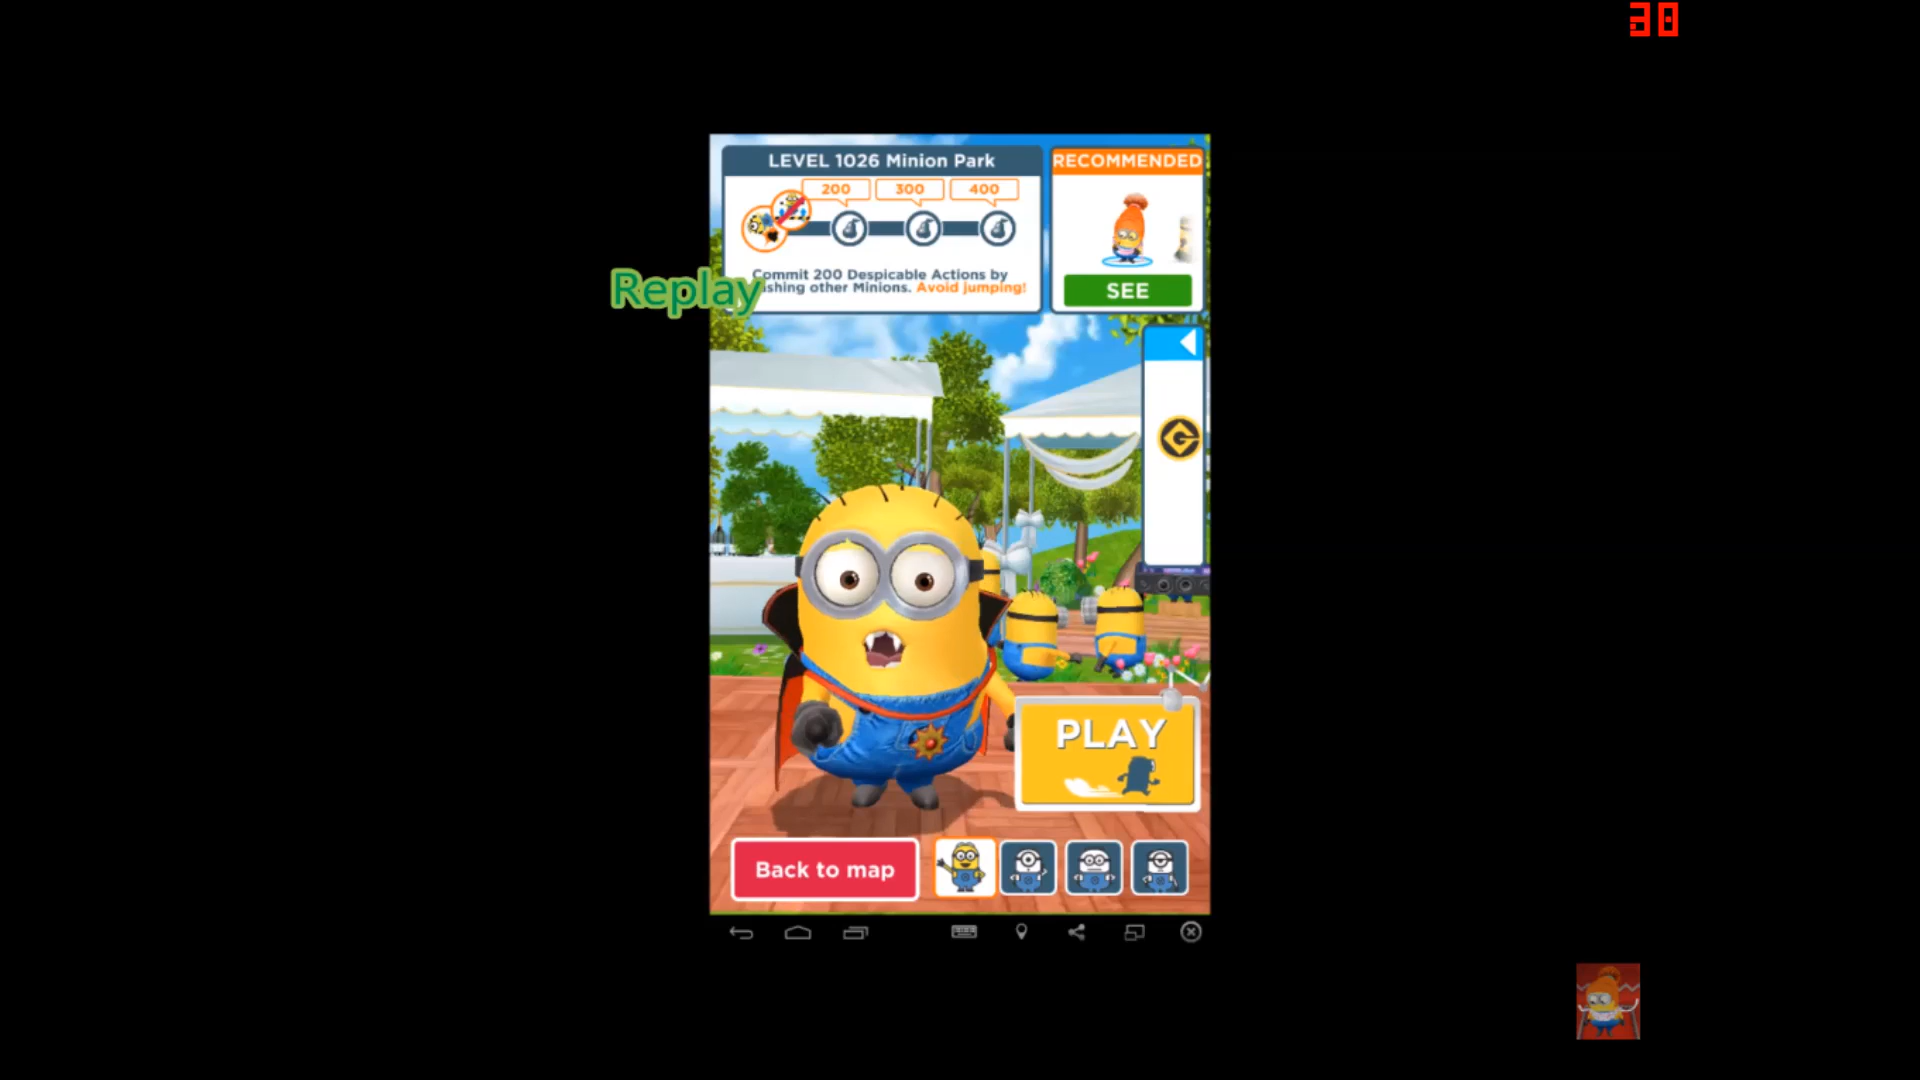 30
LEVEL 1026 Minion Park
RECOMMENDED
200
300
400
Commit 200 Despicable Actions by
shing other Minions. Avoid jumping!
SEE
Replay
PLAY
Back to map